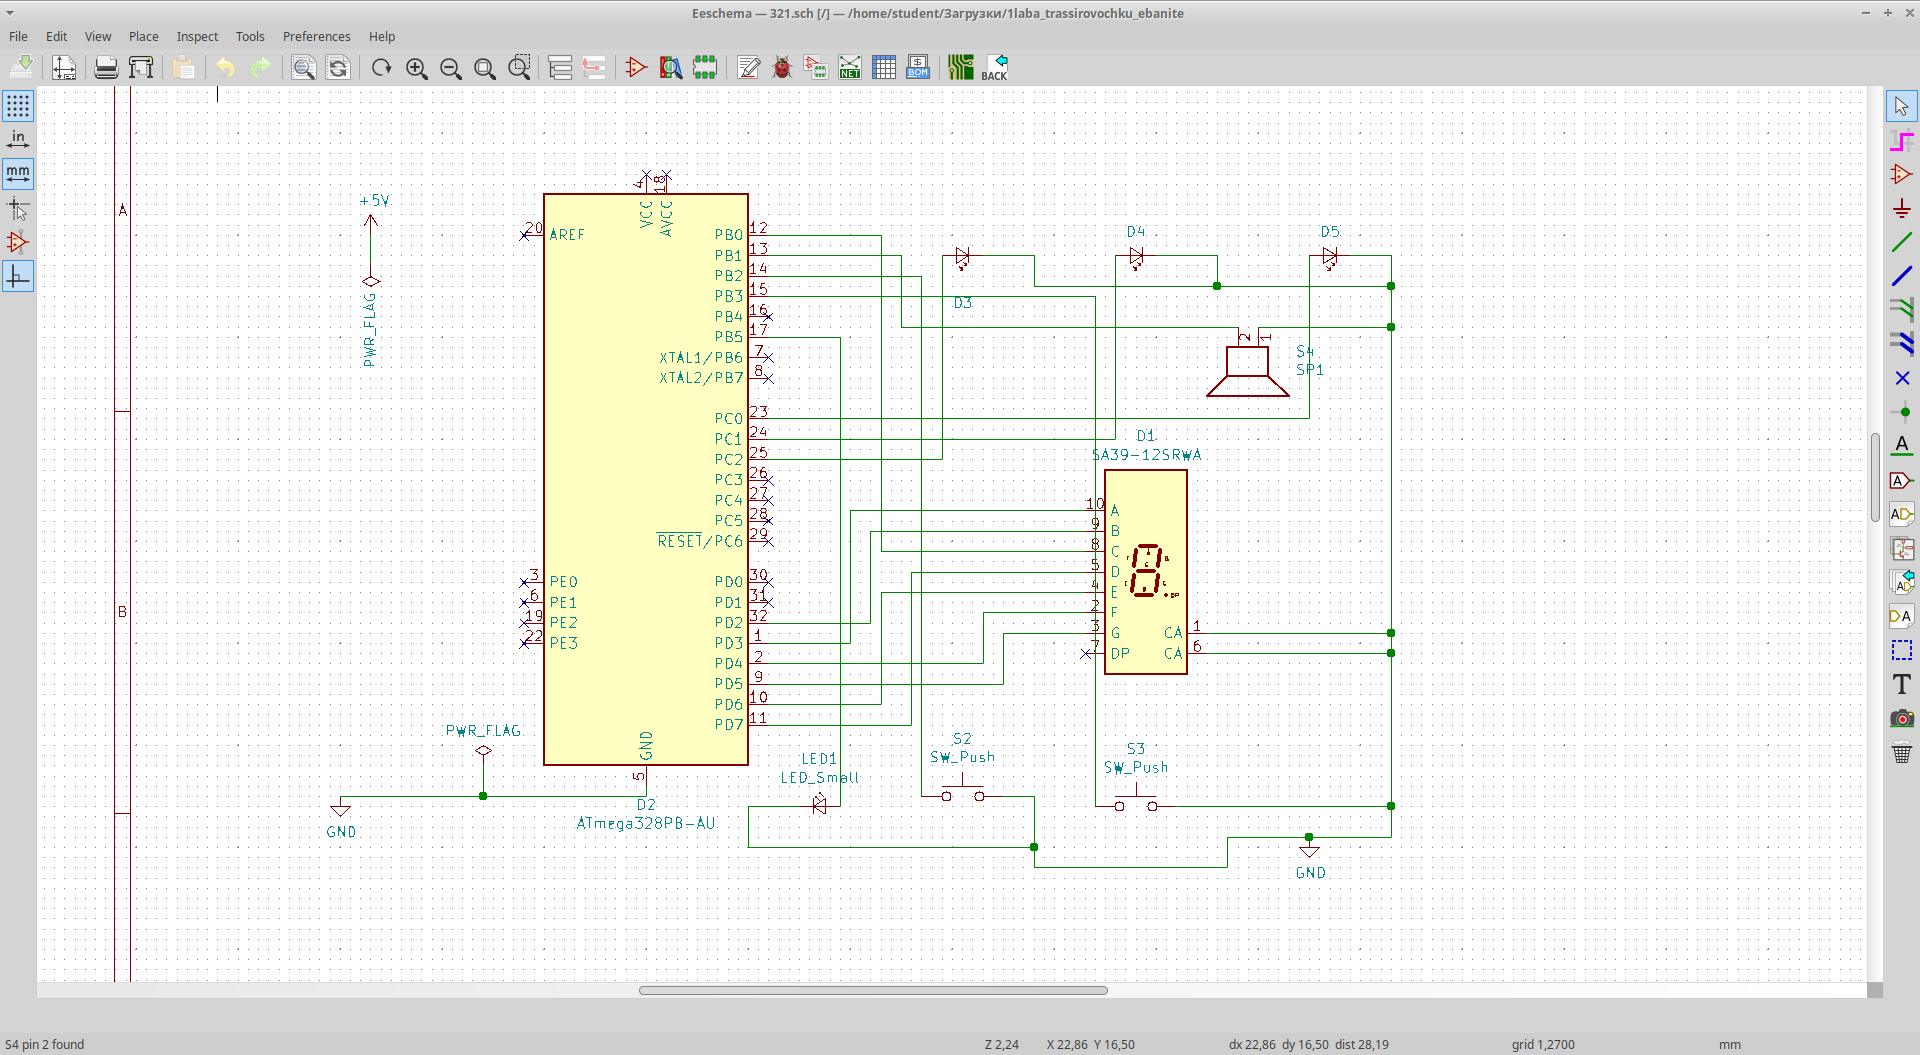 Eeschema — 321.sch [/] — /home/student/Загрузки/1laba_trassirovochku_ebanite
File Edit View Place Inspect Tools Preferences Help
NET
BOM
BACK
in
mm
A
B
+5V
PWR_FLAG
4 18
VCC AVCC
20 AREF
PB0 12
PB1 13
PB2 14
PB3 15
PB4 16
PB5 17
XTAL1/PB6 7
XTAL2/PB7 8
PC0 23
PC1 24
PC2 25
PC3 26
PC4 27
PC5 28
RESET/PC6 29
3 PE0
6 PE1
19 PE2
22 PE3
PD0 30
PD1 31
PD2 32
PD3 1
PD4 2
PD5 9
PD6 10
PD7 11
GND
5
D2
ATmega328PB-AU
PWR_FLAG
GND
D3
D4
D5
2 1
S4
SP1
D1
SA39-12SRWA
10 A
9 B
8 C
5 D
4 E
2 F
3 G
7 DP
CA 1
CA 6
LED1
LED_Small
S2
SW_Push
S3
SW_Push
GND
A
A
AD
AD
DA
T
S4 pin 2 found
Z 2,24
X 22,86 Y 16,50
dx 22,86 dy 16,50 dist 28,19
grid 1,2700
mm